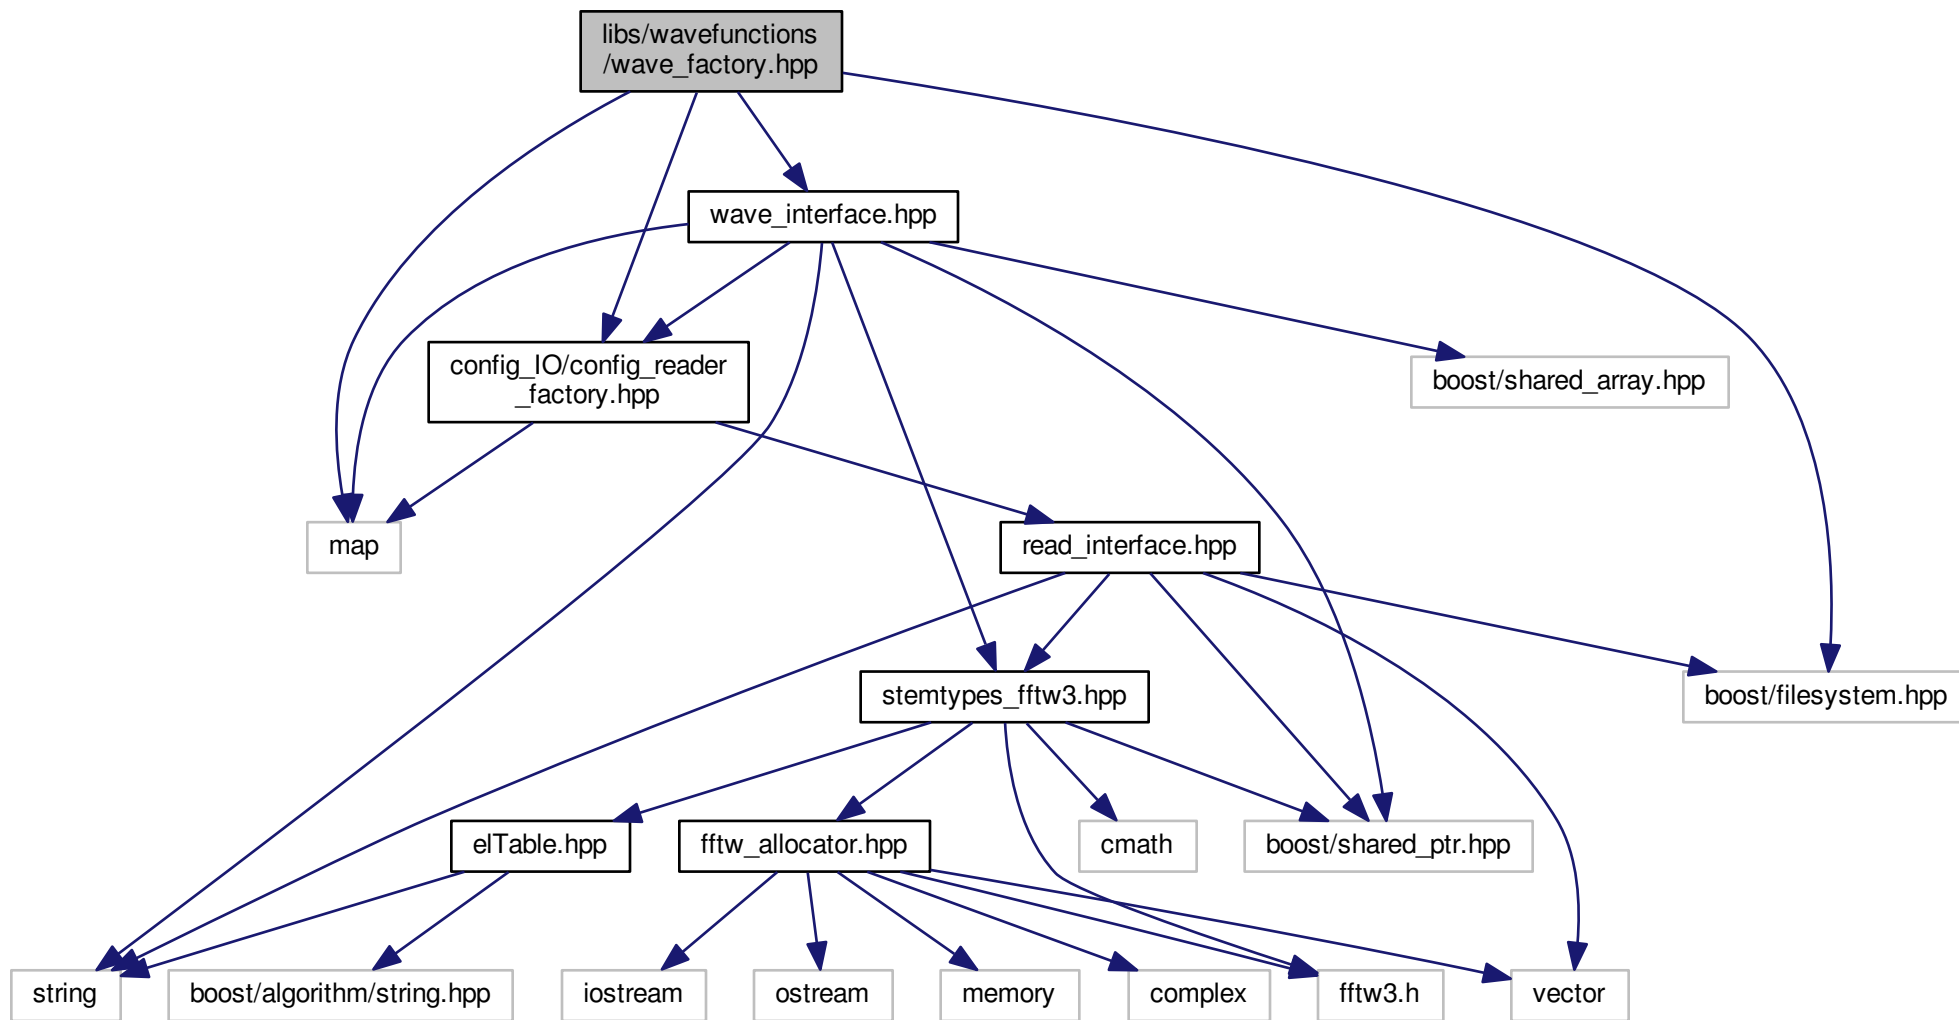 libs/wavefunctions
/wave_factory.hpp
wave_interface.hpp
config_IO/config_reader
_factory.hpp
boost/shared_array.hpp
map
read_interface.hpp
stemtypes_fftw3.hpp
boost/filesystem.hpp
elTable.hpp
fftw_allocator.hpp
cmath
boost/shared_ptr.hpp
string
boost/algorithm/string.hpp
iostream
ostream
memory
complex
fftw3.h
vector